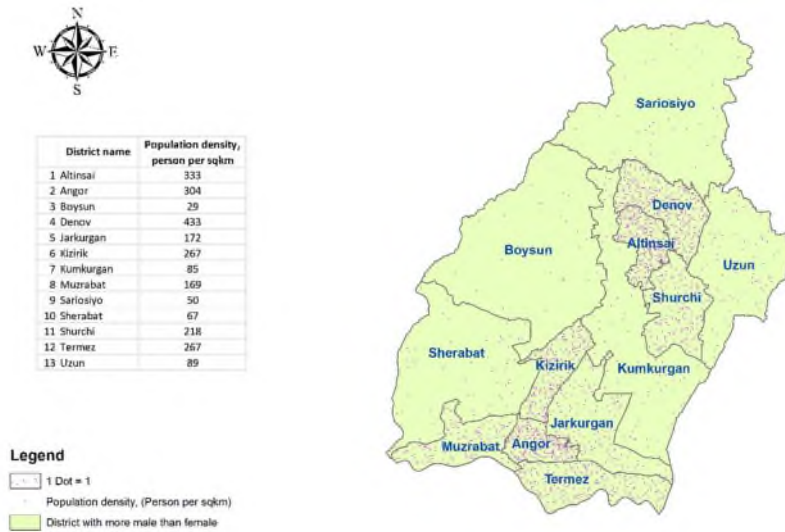 N
W E
S
District name Population density, person per sqkm
1 Altinsai 333
2 Angor 304
3 Boysun 29
4 Denov 433
5 Jarkurgan 172
6 Kizirik 267
7 Kumkurgan 85
8 Muzrabat 169
9 Sariosiyo 50
10 Sherabat 67
11 Shurchi 218
12 Termez 267
13 Uzun 89
Sariosiyo
Denov
Altinsai
Boysun
Uzun
Shurchi
Sherabat
Kizirik
Kumkurgan
Jarkurgan
Muzrabat
Angor
Termez
Legend
1 Dot = 1
Population density, (Person per sqkm)
District with more male than female